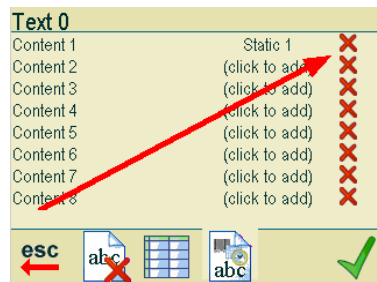 Text 0
Content 1 Static 1
Content 2 (click to add)
Content 3 (click to add)
Content 4 (click to add)
Content 5 (click to add)
Content 6 (click to add)
Content 7 (click to add)
Content 8 (click to add)
esc abc abc